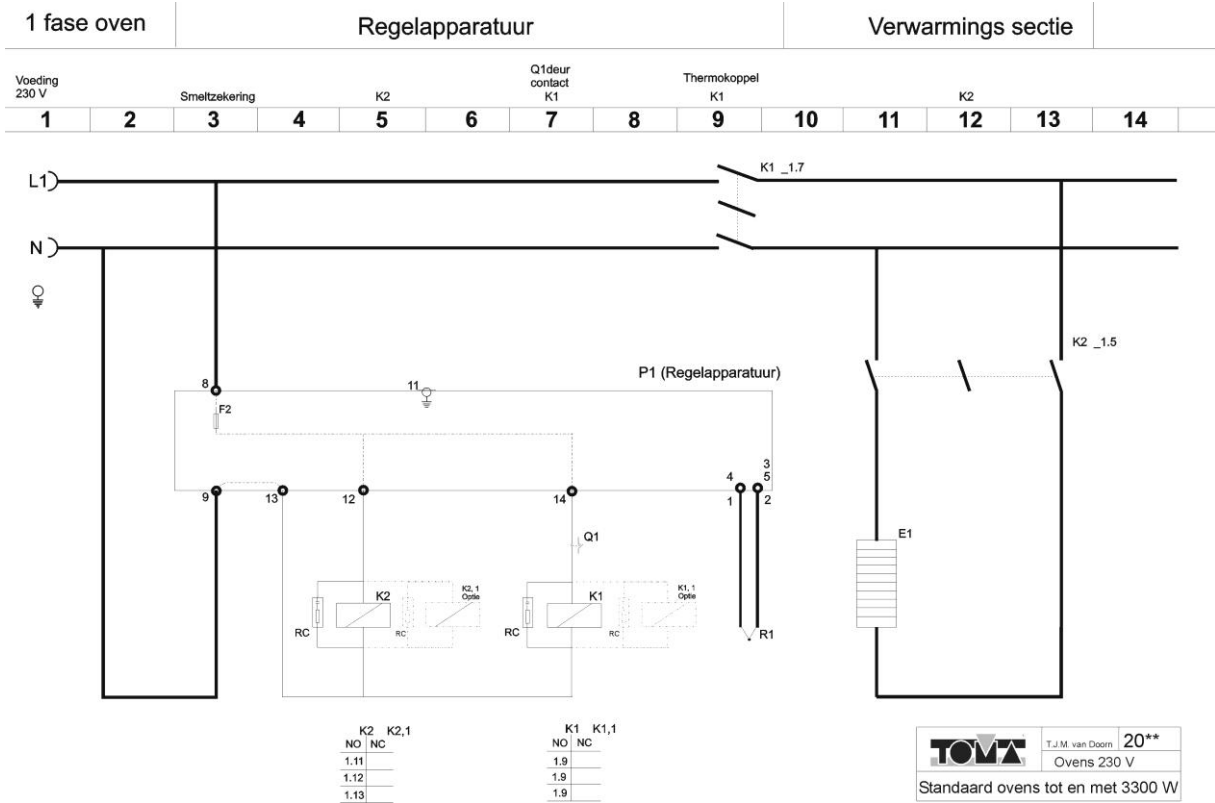 1 fase oven
Regelapparatuur
Verwarmings sectie
Voeding
230 V
Smeltzekering
K2
Q1deur
contact
K1
Thermokoppel
K1
K2
1 2 3 4 5 6 7 8 9 10 11 12 13 14
L1
K1 _1.7
N
K2 _1.5
P1 (Regelapparatuur)
8
11
F2
3
4 5
9 13 12 14 1 2
Q1
K2
K2, 1
Optie
K1
K1, 1
Optie
E1
RC
RC
RC
RC
R1
K2 K2,1
NO NC
1.11
1.12
1.13
K1 K1,1
NO NC
1.9
1.9
1.9
TOMA
T.J.M. van Doorn 20**
Ovens 230 V
Standaard ovens tot en met 3300 W